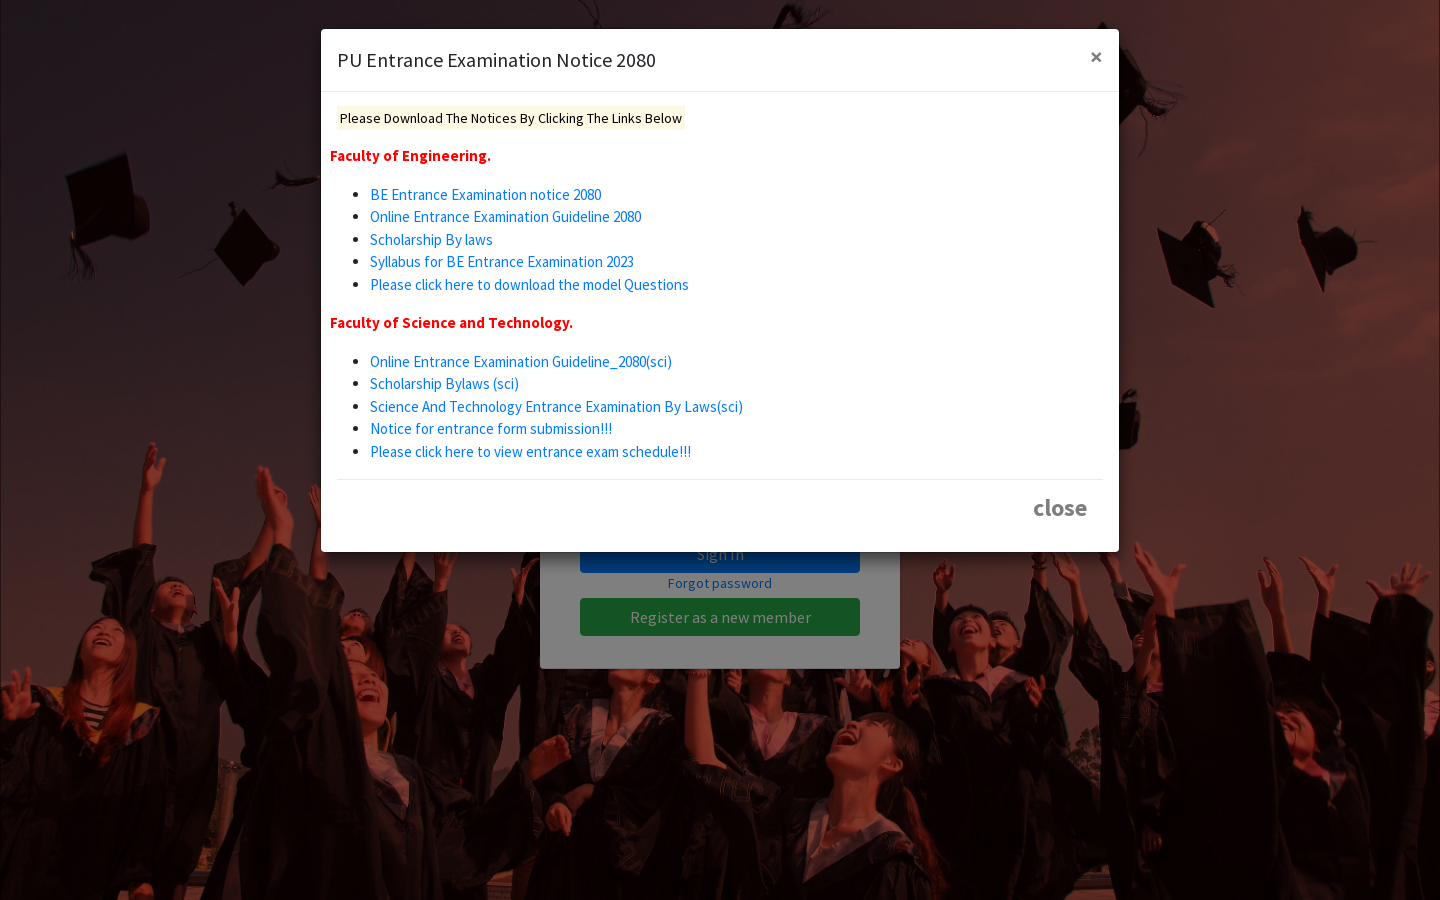 PU Entrance Examination Notice 2080
×
Please Download The Notices By Clicking The Links Below
Faculty of Engineering.
BE Entrance Examination notice 2080
Online Entrance Examination Guideline 2080
Scholarship By laws
Syllabus for BE Entrance Examination 2023
Please click here to download the model Questions
Faculty of Science and Technology.
Online Entrance Examination Guideline_2080(sci)
Scholarship Bylaws (sci)
Science And Technology Entrance Examination By Laws(sci)
Notice for entrance form submission!!!
Please click here to view entrance exam schedule!!!
close
Sign In
Forgot password
Register as a new member